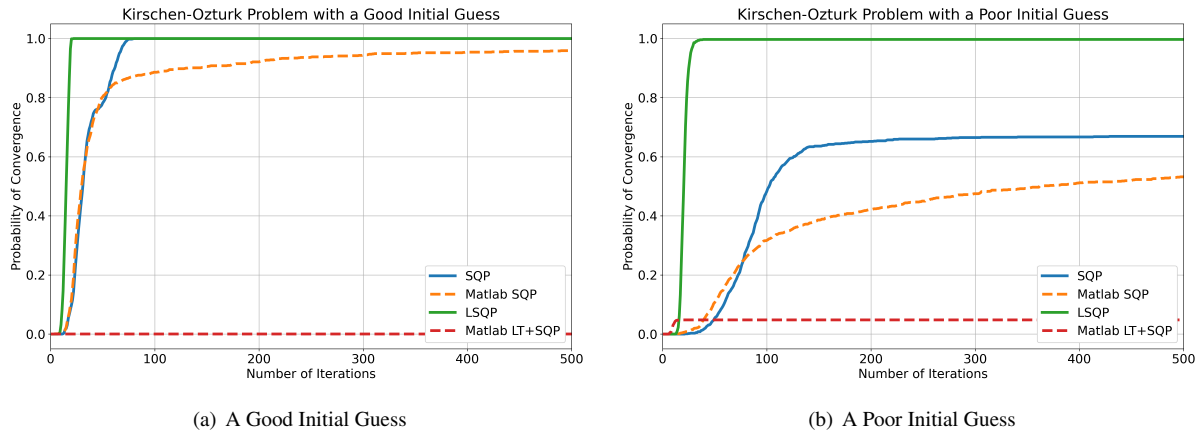 Kirschen-Ozturk Problem with a Good Initial Guess
1.0
0.8
0.6
0.4
0.2
0.0
Probability of Convergence
SQP
Matlab SQP
LSQP
Matlab LT+SQP
0 100 200 300 400 500
Number of Iterations
(a) A Good Initial Guess
Kirschen-Ozturk Problem with a Poor Initial Guess
1.0
0.8
0.6
0.4
0.2
0.0
Probability of Convergence
SQP
Matlab SQP
LSQP
Matlab LT+SQP
0 100 200 300 400 500
Number of Iterations
(b) A Poor Initial Guess